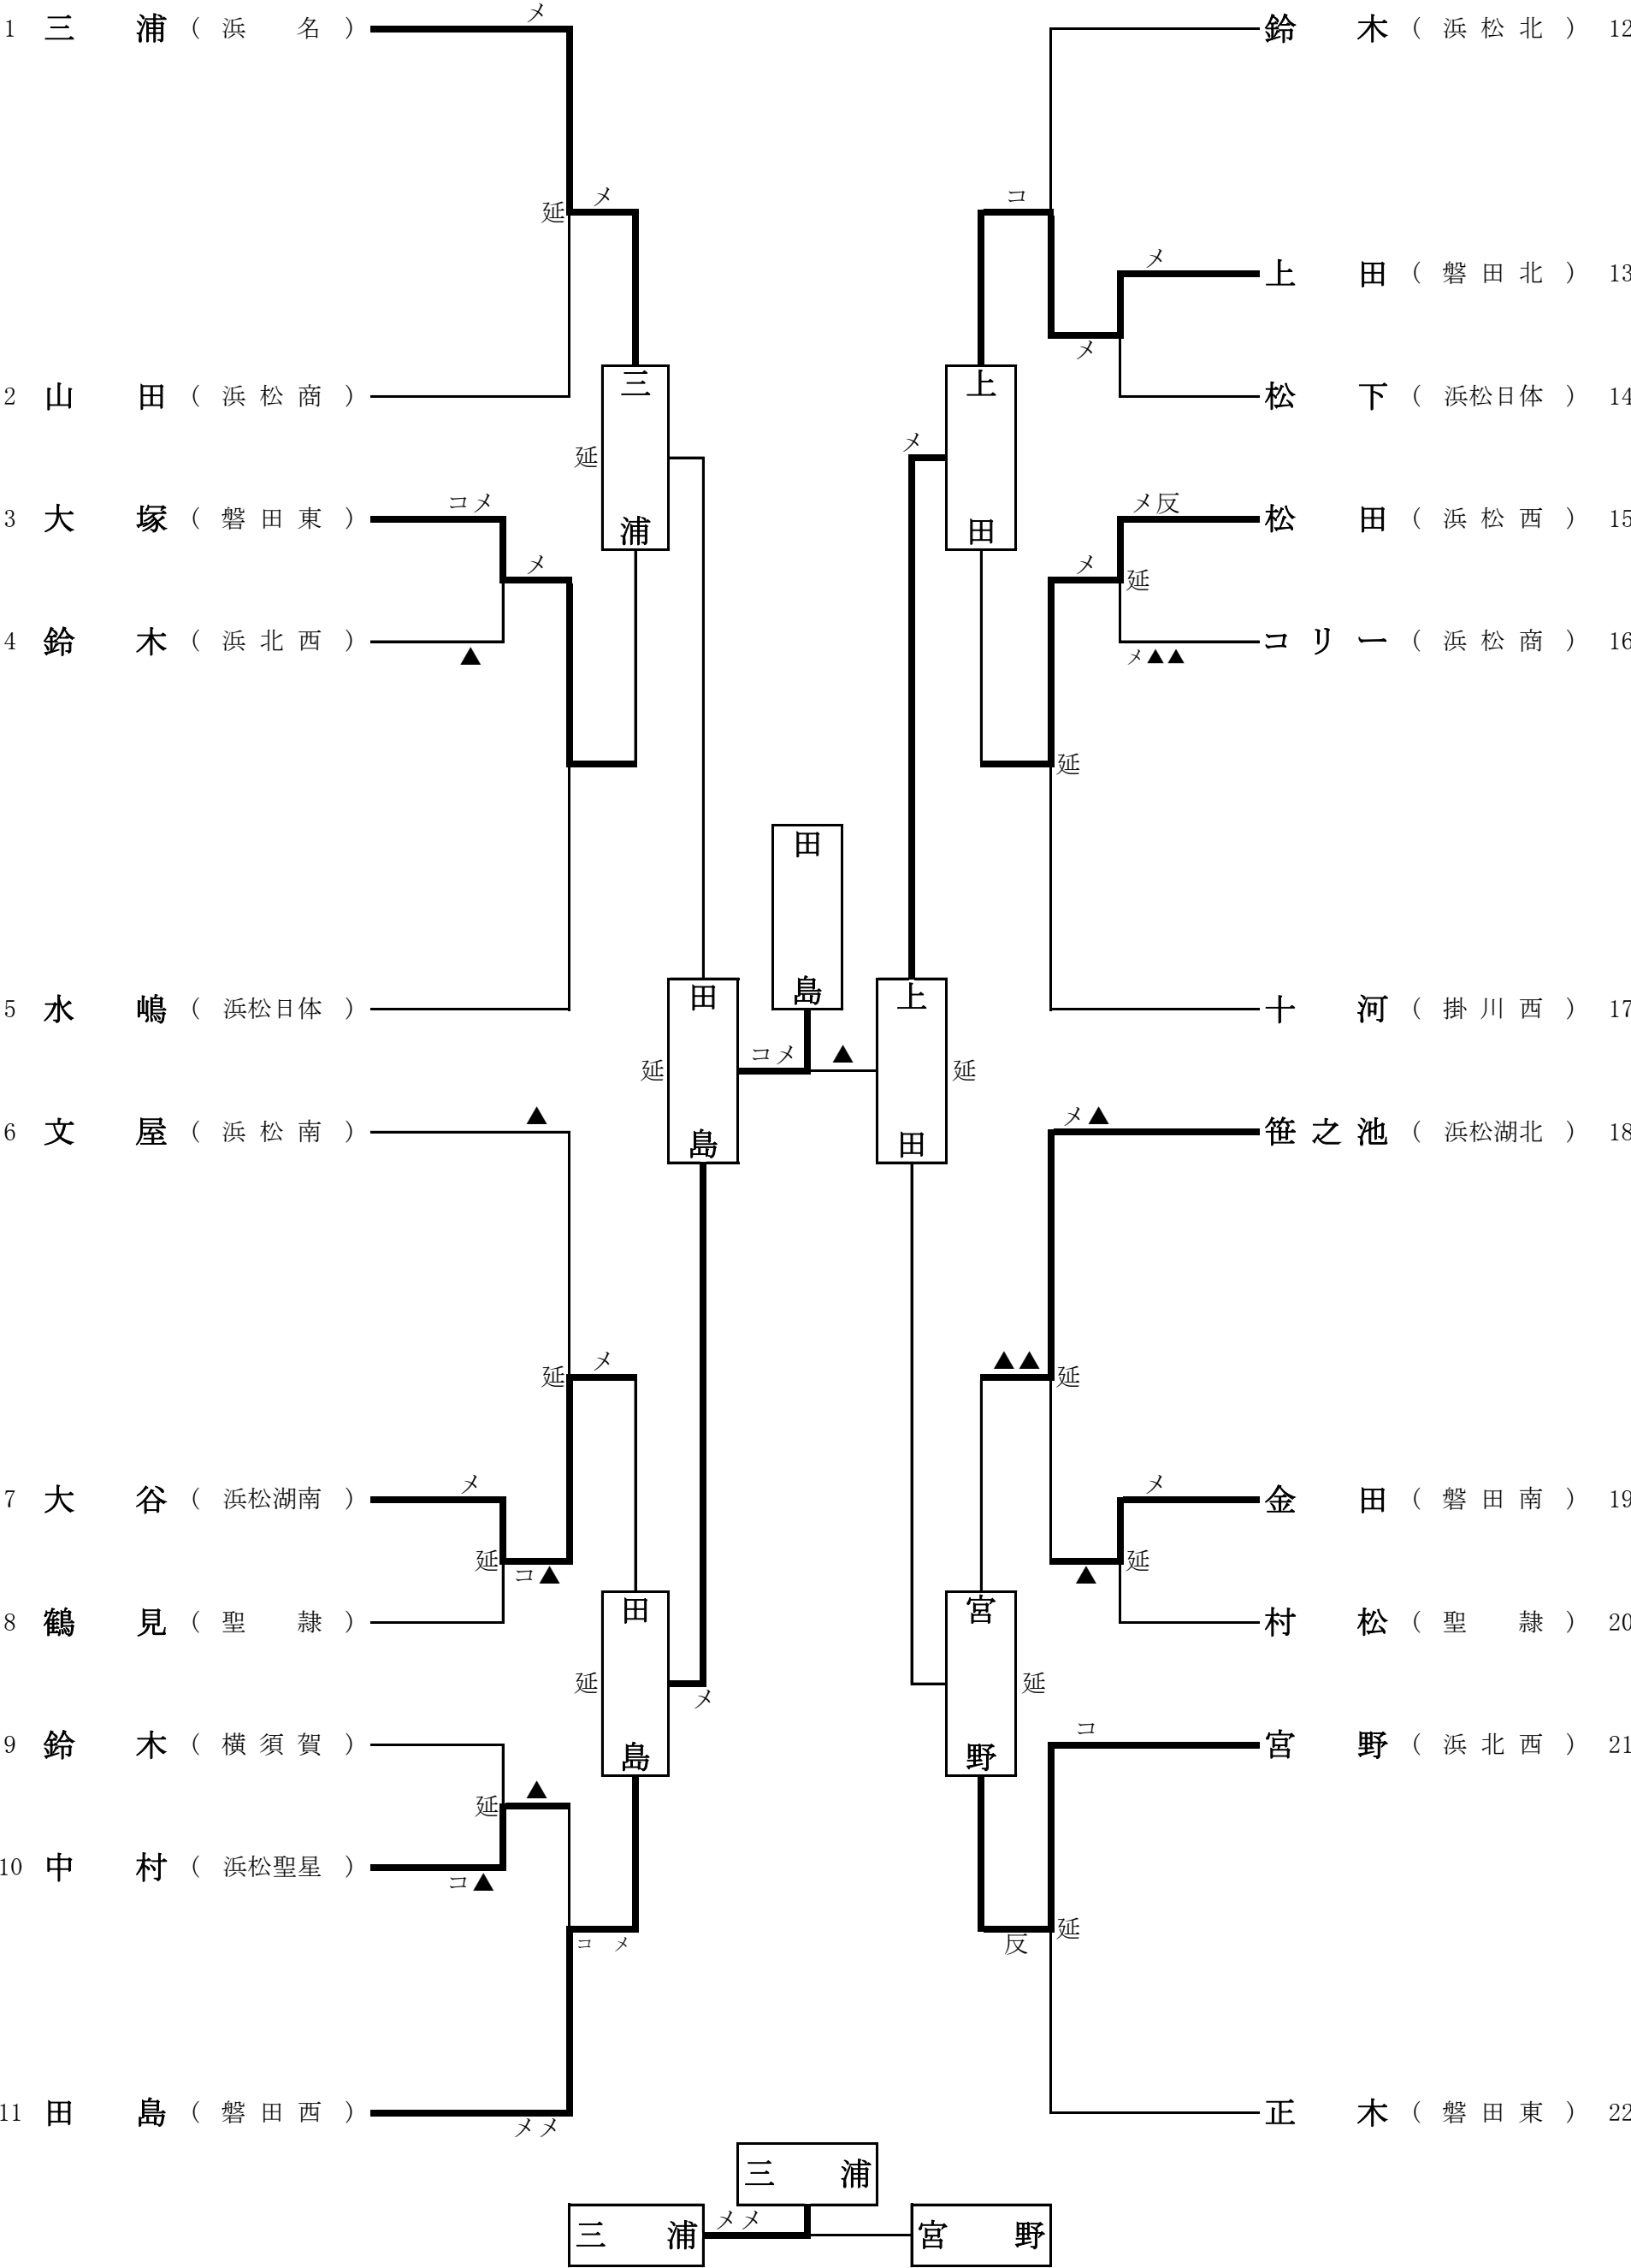 メ
1 三 浦 ( 浜 名 )
鈴 木 ( 浜 松 北 ) 12
延 メ
コ
メ
上 田 ( 磐 田 北 ) 13
メ
2 山 田 ( 浜 松 商 )
三 浦
上 田
松 下 ( 浜松日体 ) 14
延
メ
コメ
3 大 塚 ( 磐 田 東 )
メ反
松 田 ( 浜 松 西 ) 15
メ
メ 延
4 鈴 木 ( 浜 北 西 )
▲
コ リ ー ( 浜 松 商 ) 16
メ▲▲
延
田 島
5 水 嶋 ( 浜松日体 )
田 島
上 田
十 河 ( 掛 川 西 ) 17
延 コメ ▲ 延
▲
6 文 屋 ( 浜 松 南 )
メ▲
笹 之 池 ( 浜松湖北 ) 18
延 メ
▲▲ 延
メ
7 大 谷 ( 浜松湖南 )
メ
金 田 ( 磐 田 南 ) 19
延 コ▲
▲ 延
8 鶴 見 ( 聖 隷 )
田 島
宮 野
村 松 ( 聖 隷 ) 20
延 メ
延
9 鈴 木 ( 横 須 賀 )
コ
宮 野 ( 浜 北 西 ) 21
延 ▲
10 中 村 ( 浜松聖星 )
コ▲
コ メ
反 延
11 田 島 ( 磐 田 西 )
メメ
正 木 ( 磐 田 東 ) 22
三 浦
三 浦 メメ 宮 野